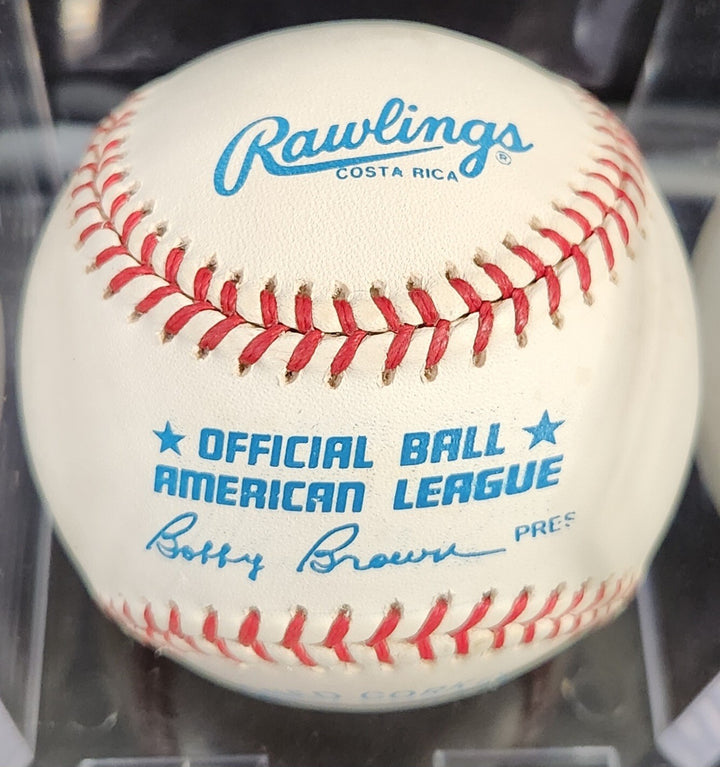 Rawlings®
COSTA RICA
★ OFFICIAL BALL ★
AMERICAN LEAGUE
Bobby Brown PRES